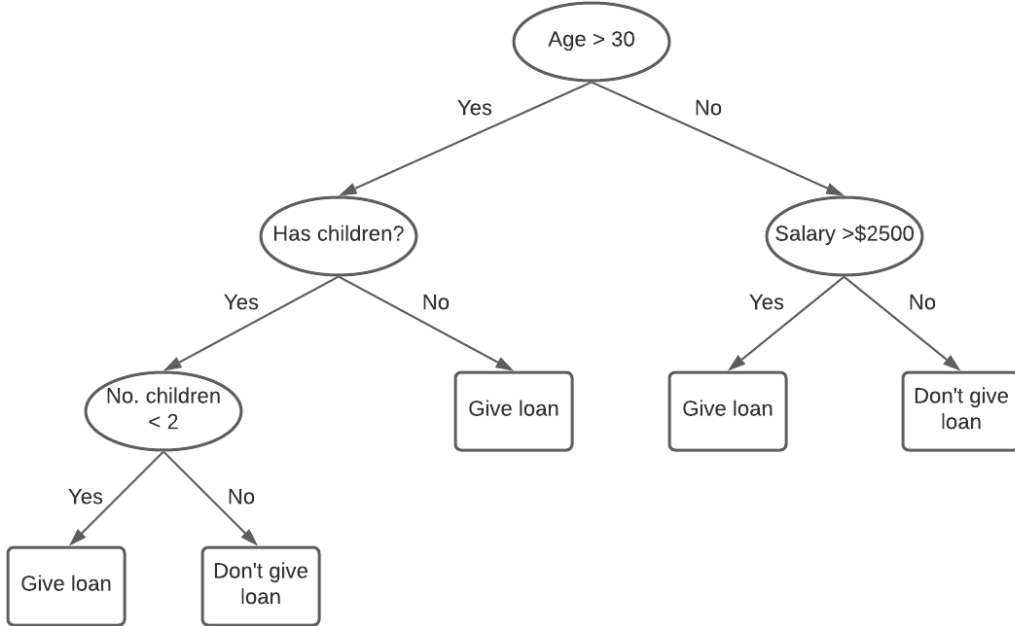 Age > 30
Yes
No
Has children?
Salary >$2500
Yes
No
Yes
No
No. children
< 2
Give loan
Give loan
Don't give
loan
Yes
No
Give loan
Don't give
loan